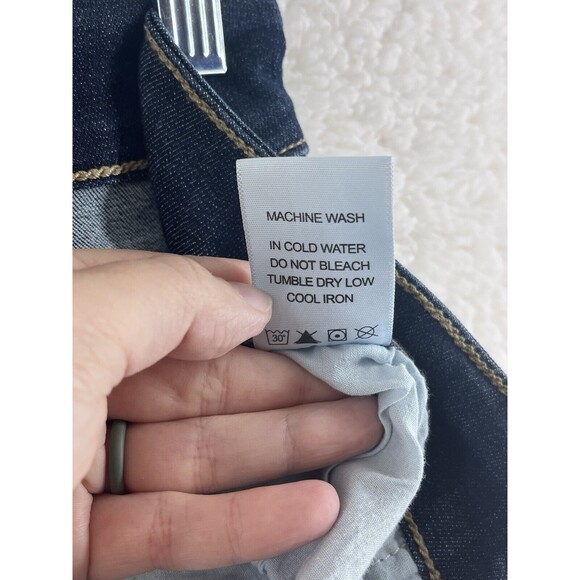 MACHINE WASH
IN COLD WATER
DO NOT BLEACH
TUMBLE DRY LOW
COOL IRON
30°